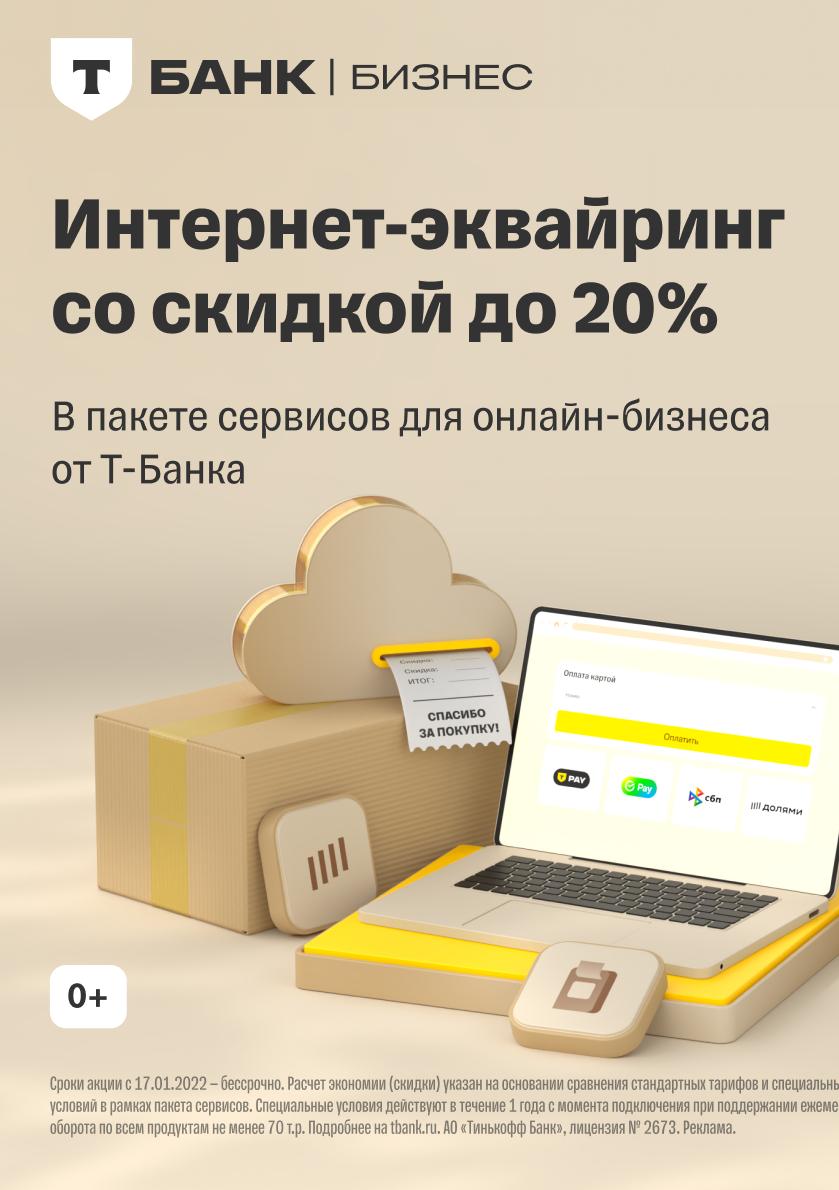 Т БАНК | БИЗНЕС
Интернет-эквайринг
со скидкой до 20%
В пакете сервисов для онлайн-бизнеса
от Т-Банка
Скидка:
Скидка:
ИТОГ:
СПАСИБО
ЗА ПОКУПКУ!
Оплата картой
Номер
Оплатить
T PAY
Pay
сбп
долями
0+
Сроки акции с 17.01.2022 – бессрочно. Расчет экономии (скидки) указан на основании сравнения стандартных тарифов и специальн
условий в рамках пакета сервисов. Специальные условия действуют в течение 1 года с момента подключения при поддержании ежеме
оборота по всем продуктам не менее 70 т.р. Подробнее на tbank.ru. АО «Тинькофф Банк», лицензия № 2673. Реклама.